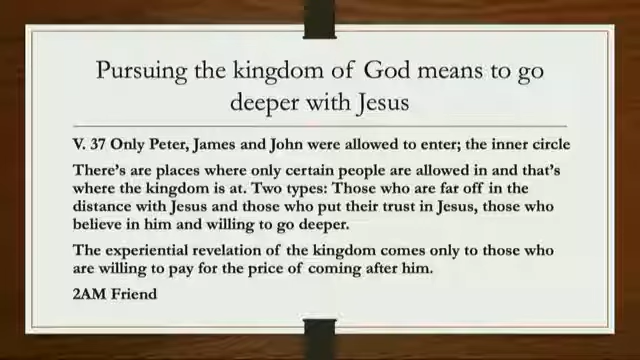 Pursuing the kingdom of God means to go
deeper with Jesus
V. 37 Only Peter, James and John were allowed to enter; the inner circle
There's are places where only certain people are allowed in and that's
where the kingdom is at. Two types: Those who are far off in the
distance with Jesus and those who put their trust in Jesus, those who
believe in him and willing to go deeper.
The experiential revelation of the kingdom comes only to those who
are willing to pay for the price of coming after him.
2AM Friend